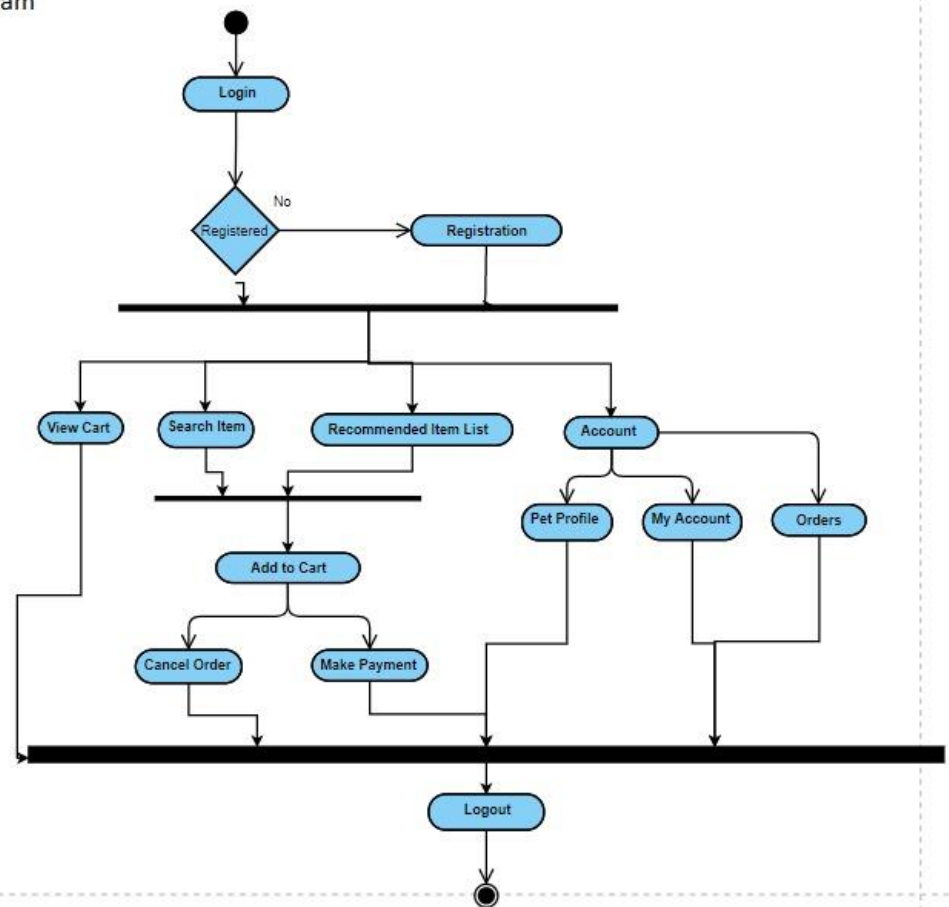 am
Login
No
Registered
Registration
View Cart
Search Item
Recommended Item List
Account
Pet Profile
My Account
Orders
Add to Cart
Cancel Order
Make Payment
Logout